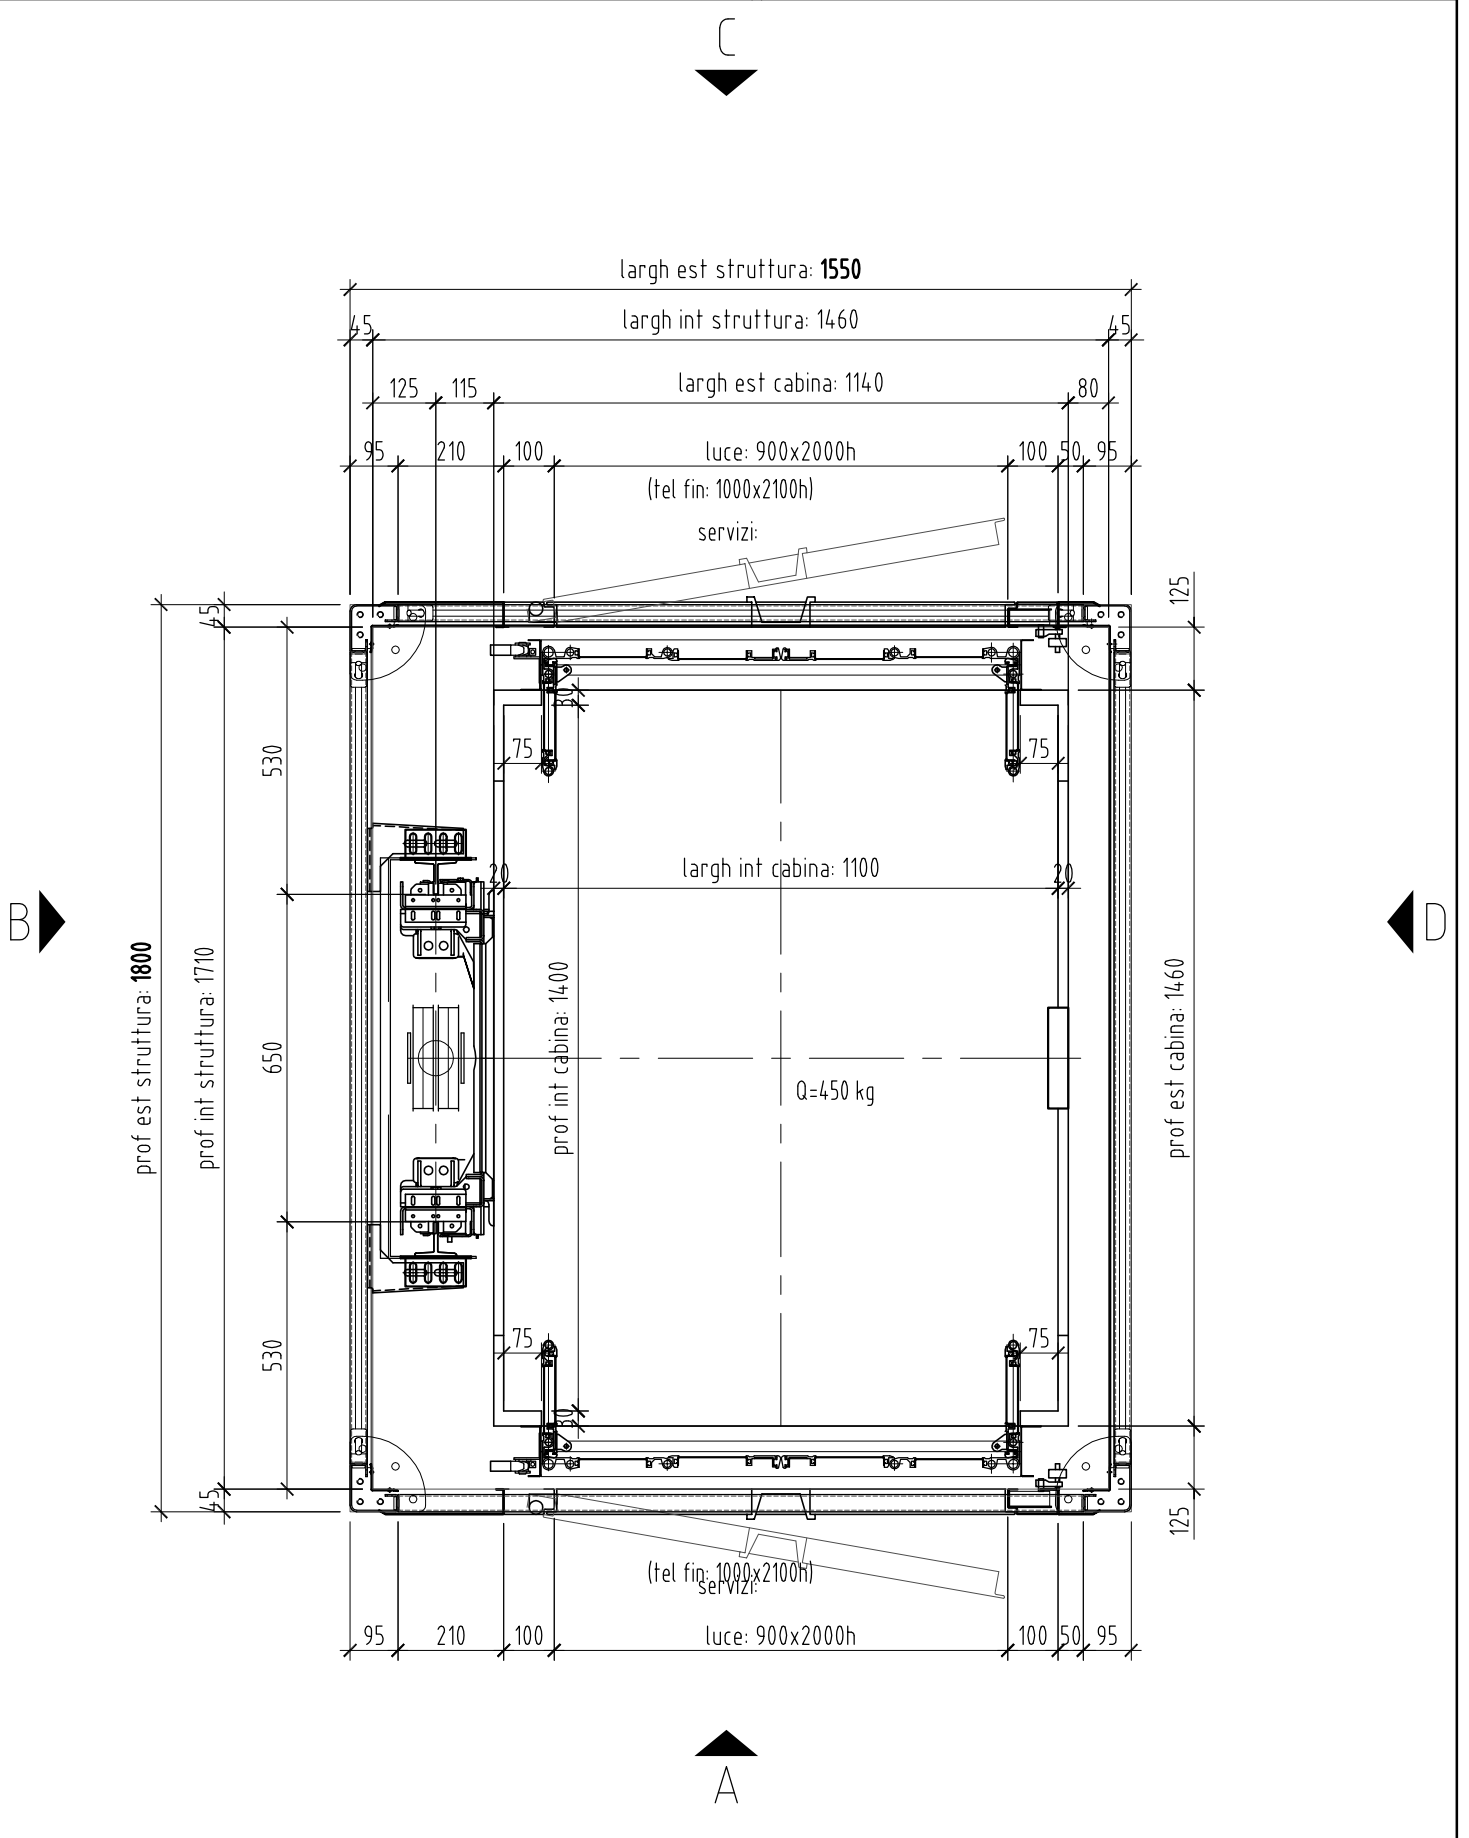 C
largh est struttura: 1550
45
largh int struttura: 1460
45
125
115
largh est cabina: 1140
80
95
210
100
luce: 900x2000h
100
50
95
(tel fin: 1000x2100h)
servizi:
125
45
30
530
75
75
20
largh int cabina: 1100
20
B
D
prof est struttura: 1800
prof int struttura: 1710
650
prof int cabina: 1400
prof est cabina: 1460
Q=450 kg
530
75
75
30
45
125
(tel fin: 1000x2100h)
servizi:
95
210
100
luce: 900x2000h
100
50
95
A